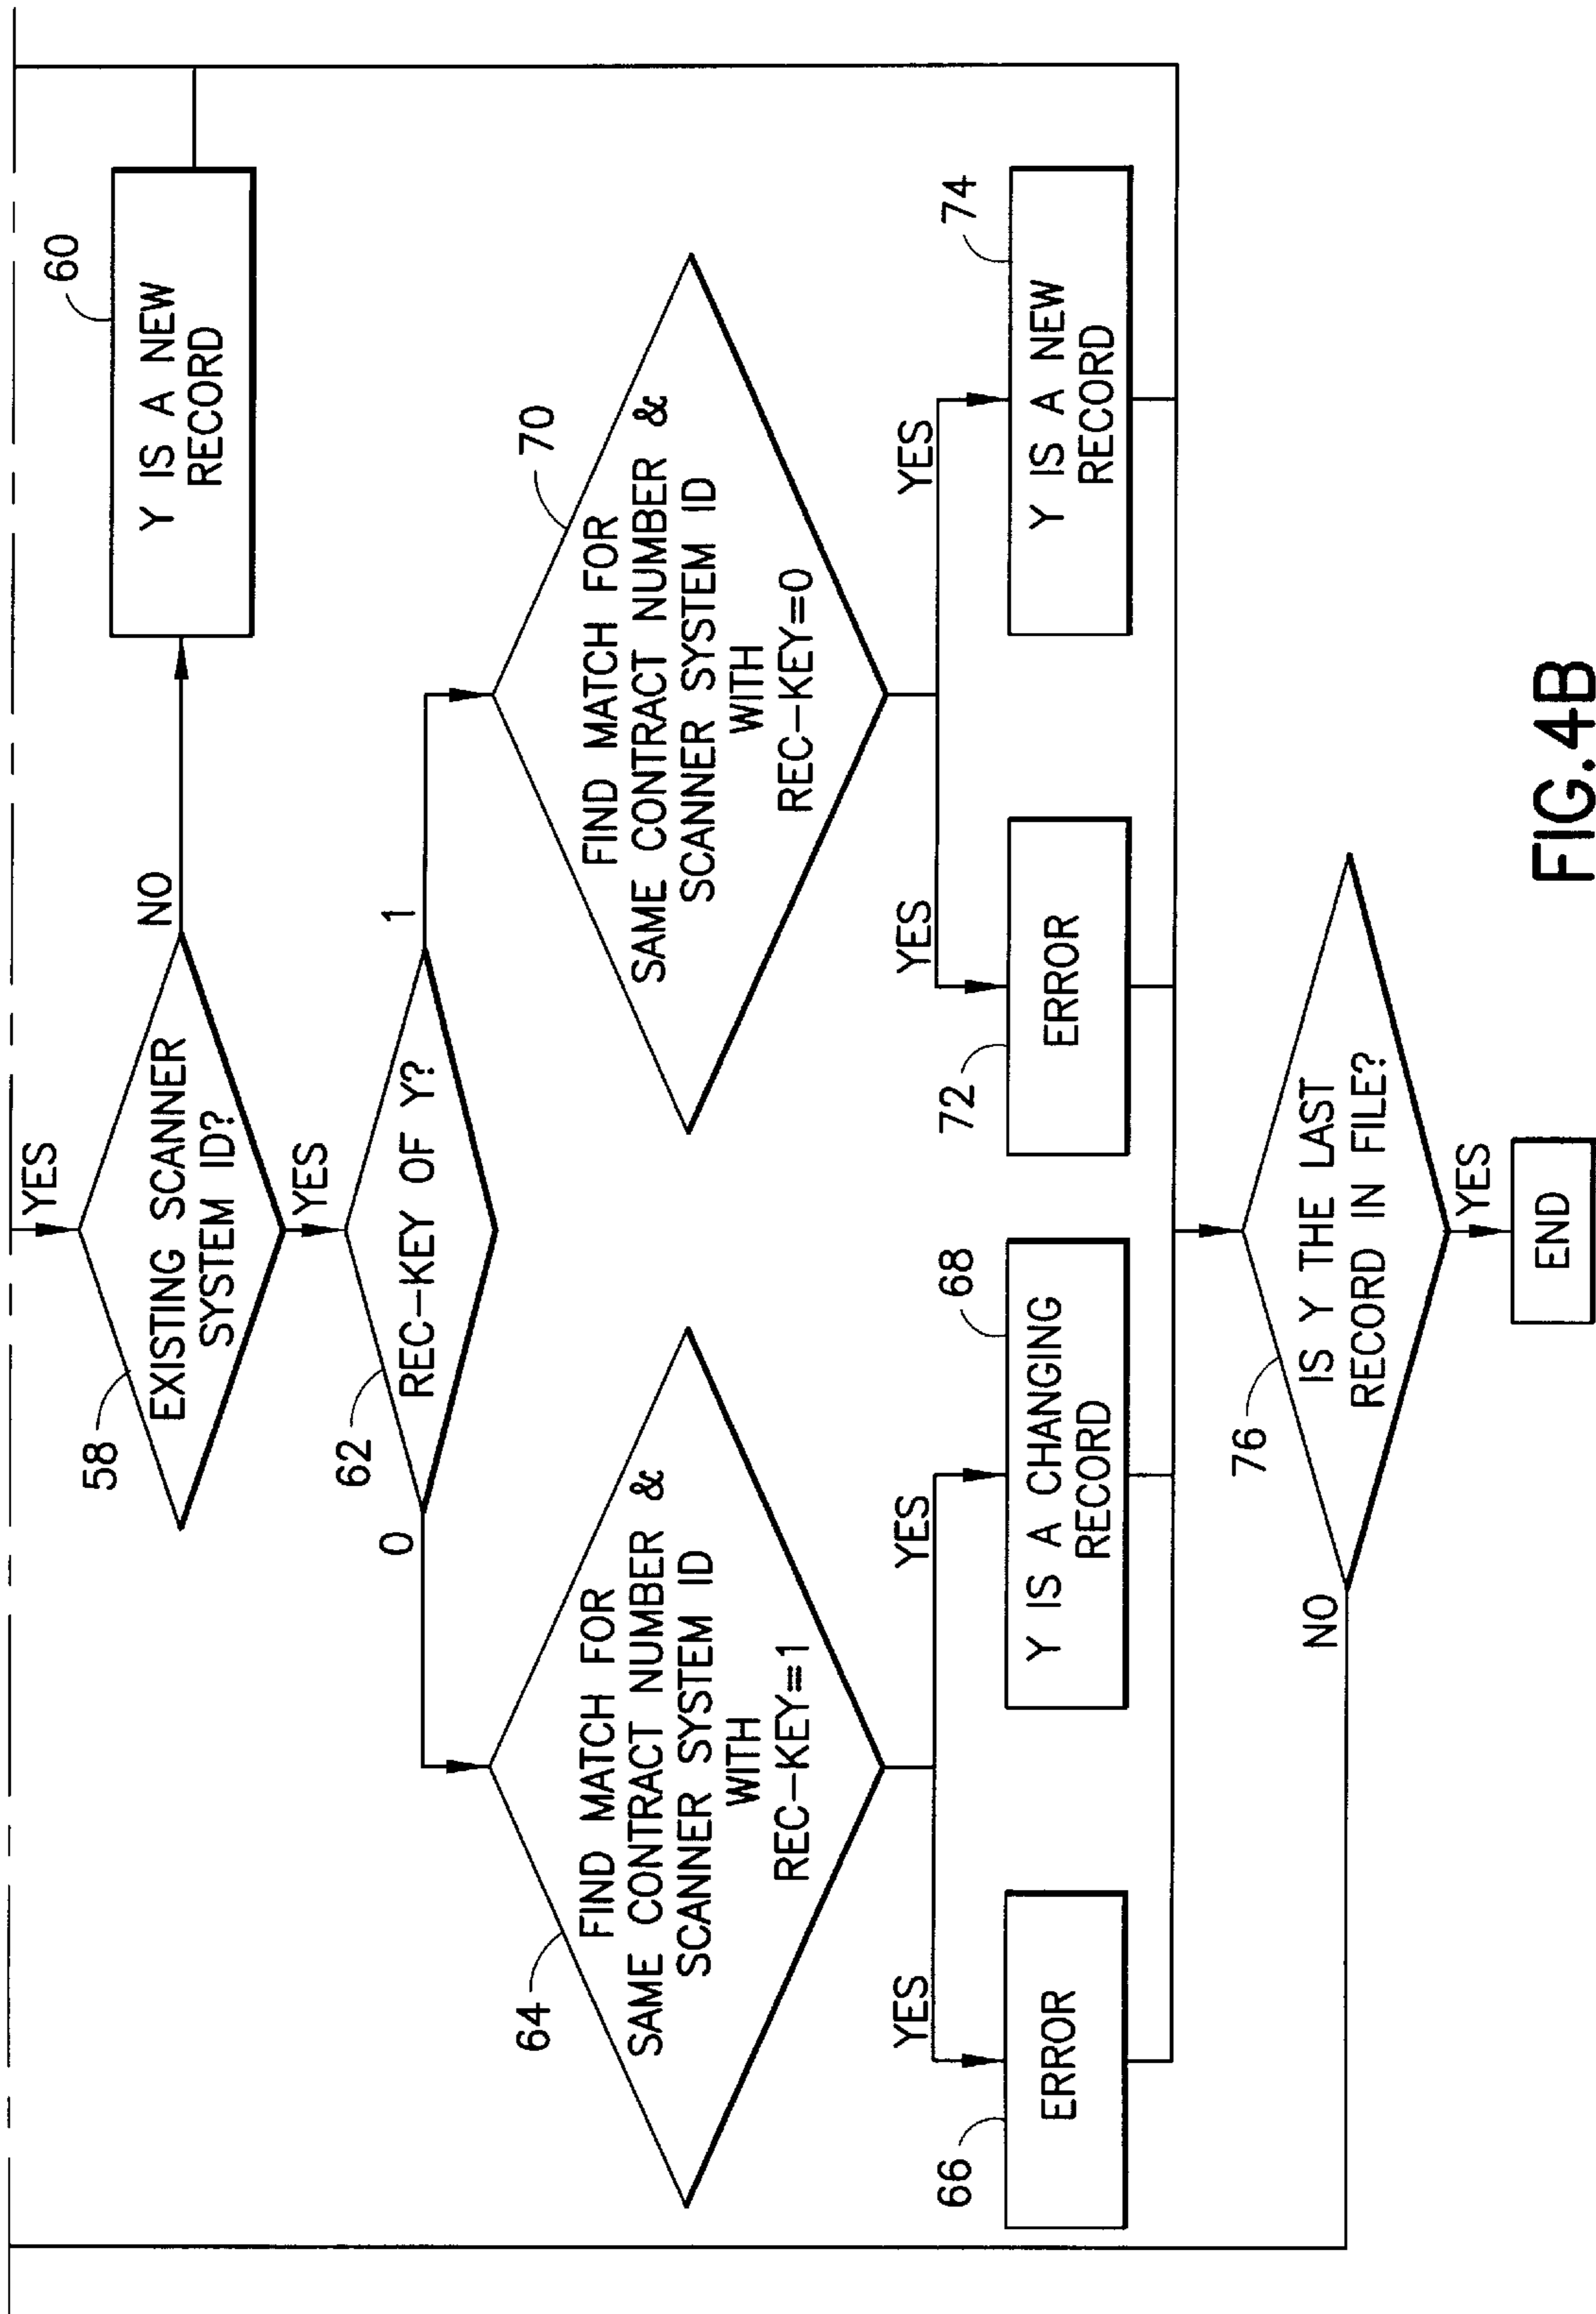 YES
58
EXISTING SCANNER
SYSTEM ID?
NO
60
Y IS A NEW
RECORD
YES
62
REC-KEY OF Y?
0
1
64
FIND MATCH FOR
SAME CONTRACT NUMBER &
SCANNER SYSTEM ID
WITH
REC-KEY=1
70
FIND MATCH FOR
SAME CONTRACT NUMBER &
SCANNER SYSTEM ID
WITH
REC-KEY=0
YES
YES
YES
YES
66
ERROR
68
Y IS A CHANGING
RECORD
72
ERROR
74
Y IS A NEW
RECORD
76
IS Y THE LAST
RECORD IN FILE?
NO
YES
END
FIG.4B